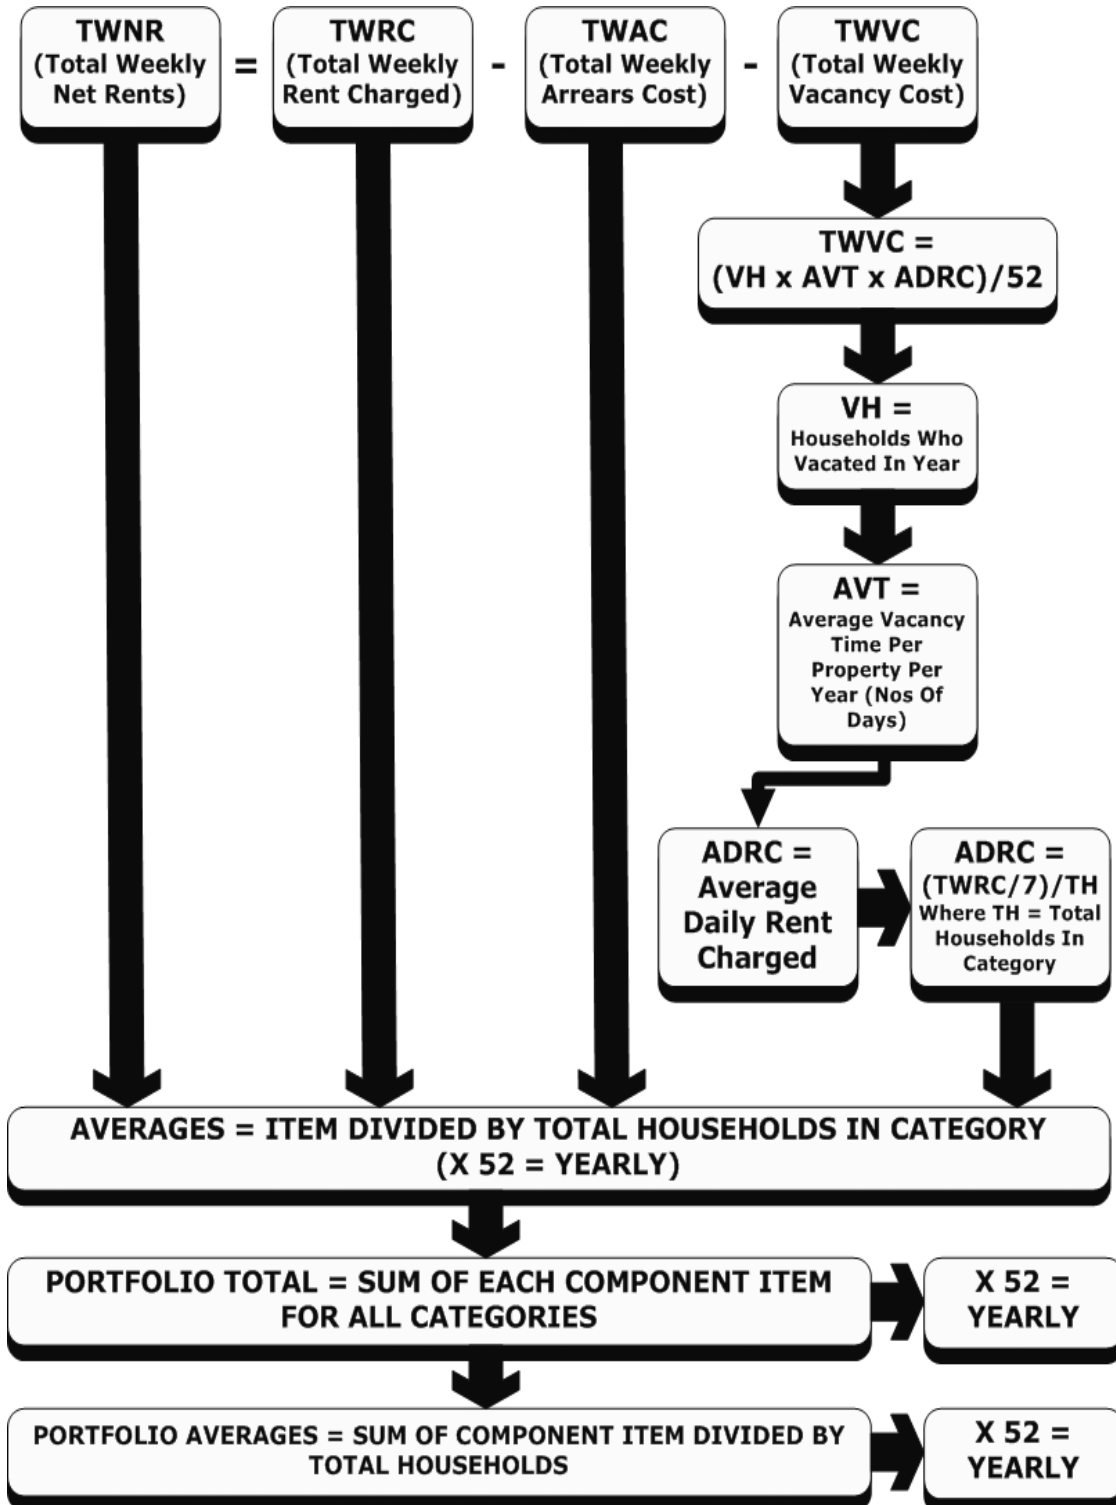 TWNR
(Total Weekly
Net Rents)
=
TWRC
(Total Weekly
Rent Charged)
-
TWAC
(Total Weekly
Arrears Cost)
-
TWVC
(Total Weekly
Vacancy Cost)
TWVC =
(VH x AVT x ADRC)/52
VH =
Households Who
Vacated In Year
AVT =
Average Vacancy
Time Per
Property Per
Year (Nos Of
Days)
ADRC =
Average
Daily Rent
Charged
ADRC =
(TWRC/7)/TH
Where TH = Total
Households In
Category
AVERAGES = ITEM DIVIDED BY TOTAL HOUSEHOLDS IN CATEGORY
(X 52 = YEARLY)
PORTFOLIO TOTAL = SUM OF EACH COMPONENT ITEM
FOR ALL CATEGORIES
X 52 =
YEARLY
PORTFOLIO AVERAGES = SUM OF COMPONENT ITEM DIVIDED BY
TOTAL HOUSEHOLDS
X 52 =
YEARLY